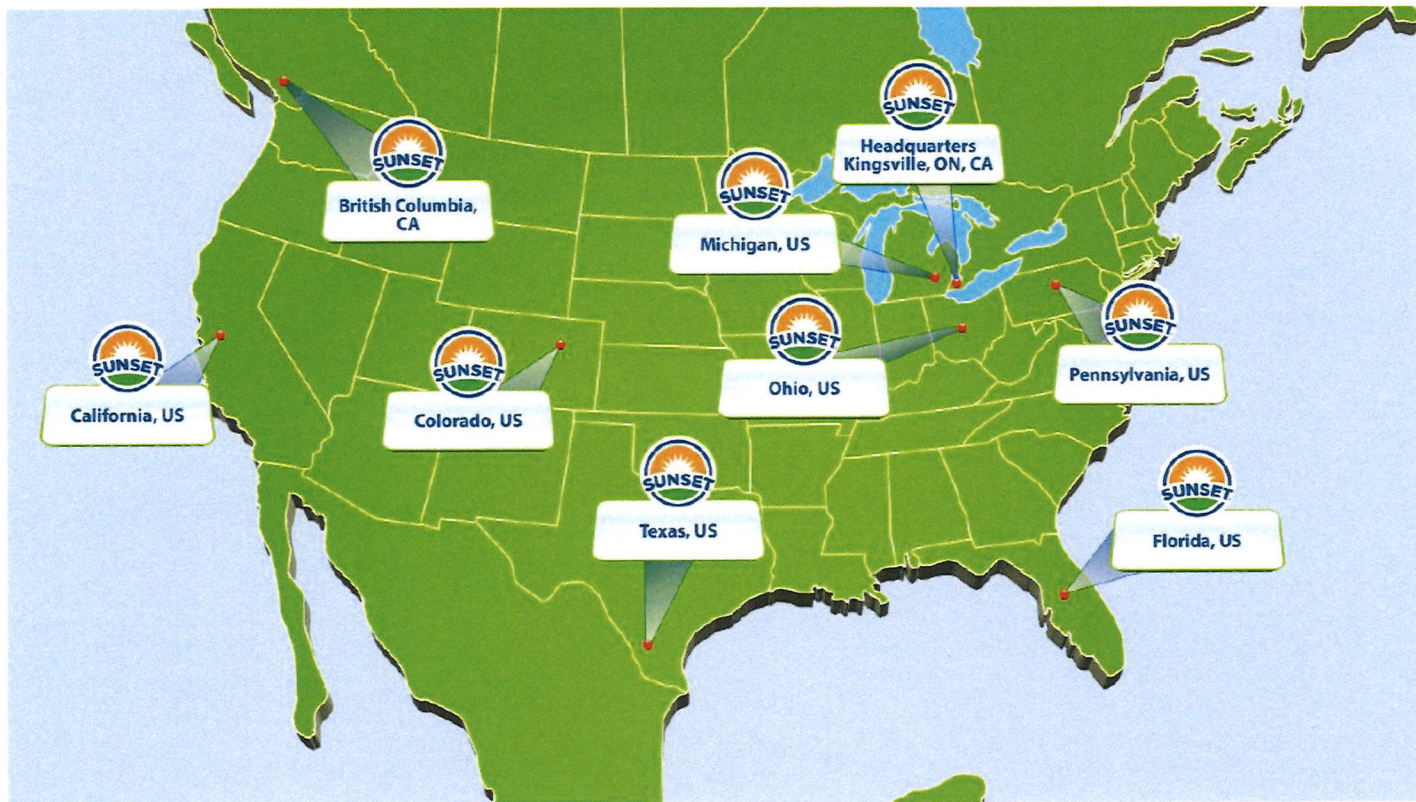 SUNSET
Headquarters
Kingsville, ON, CA
SUNSET
British Columbia,
CA
SUNSET
Michigan, US
SUNSET
Ohio, US
SUNSET
Pennsylvania, US
SUNSET
California, US
SUNSET
Colorado, US
SUNSET
Texas, US
SUNSET
Florida, US